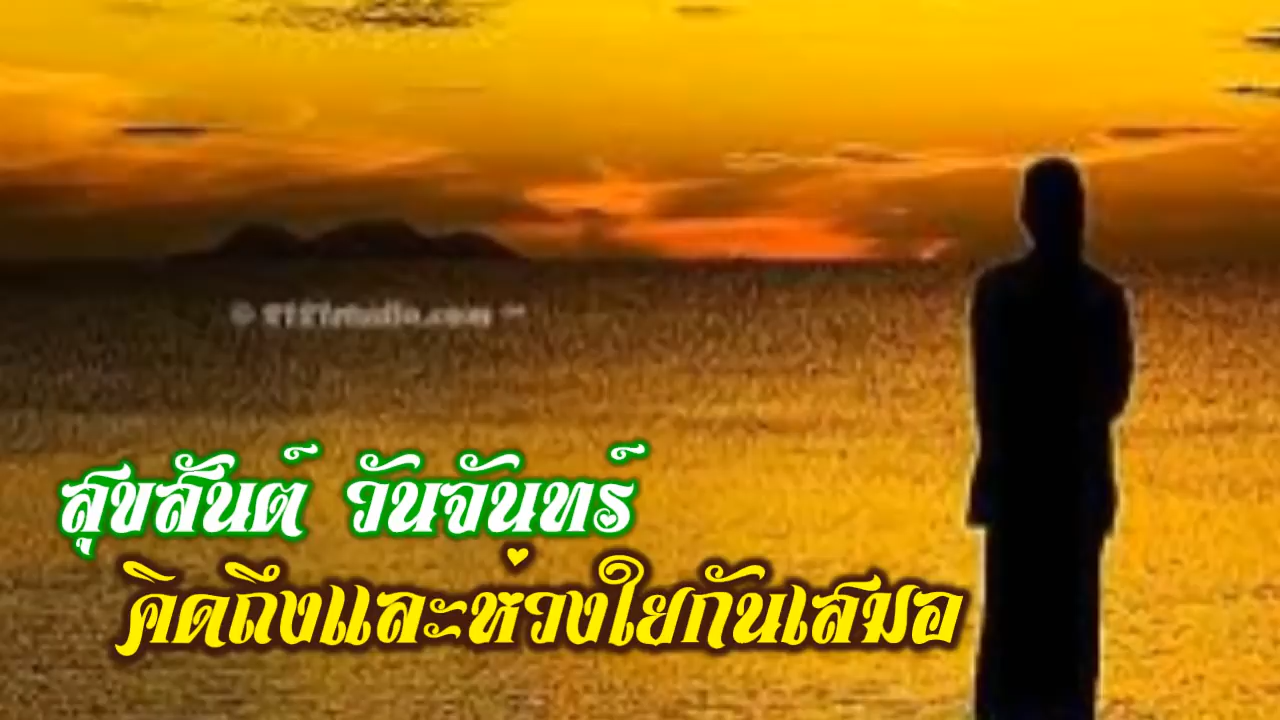 สุขสันต์ วันจันทร์
คิดถึงและห่วงใยกันเสมอ